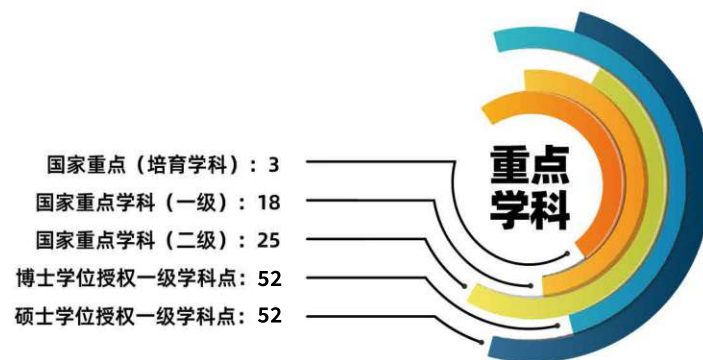 国家重点（培育学科）：3
国家重点学科（一级）：18
国家重点学科（二级）：25
博士学位授权一级学科点：52
硕士学位授权一级学科点：52
重点
学科